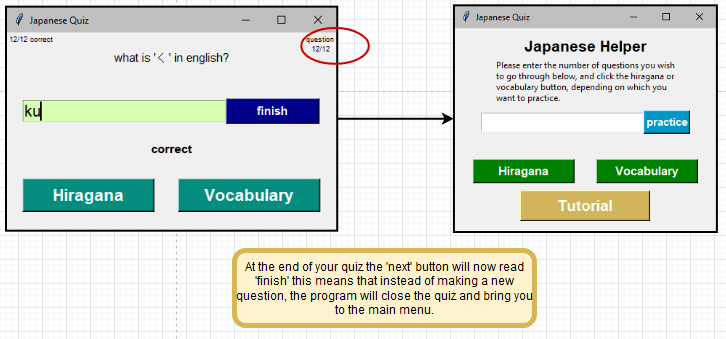 Japanese Quiz
12/12 correct
question
12/12
what is 'く' in english?
ku
finish
correct
Hiragana
Vocabulary
Japanese Quiz
Japanese Helper
Please enter the number of questions you wish
to go through below, and click the hiragana or
vocabulary button, depending on which you
want to practice.
practice
Hiragana
Vocabulary
Tutorial
At the end of your quiz the 'next' button will now read
'finish' this means that instead of making a new
question, the program will close the quiz and bring you
to the main menu.